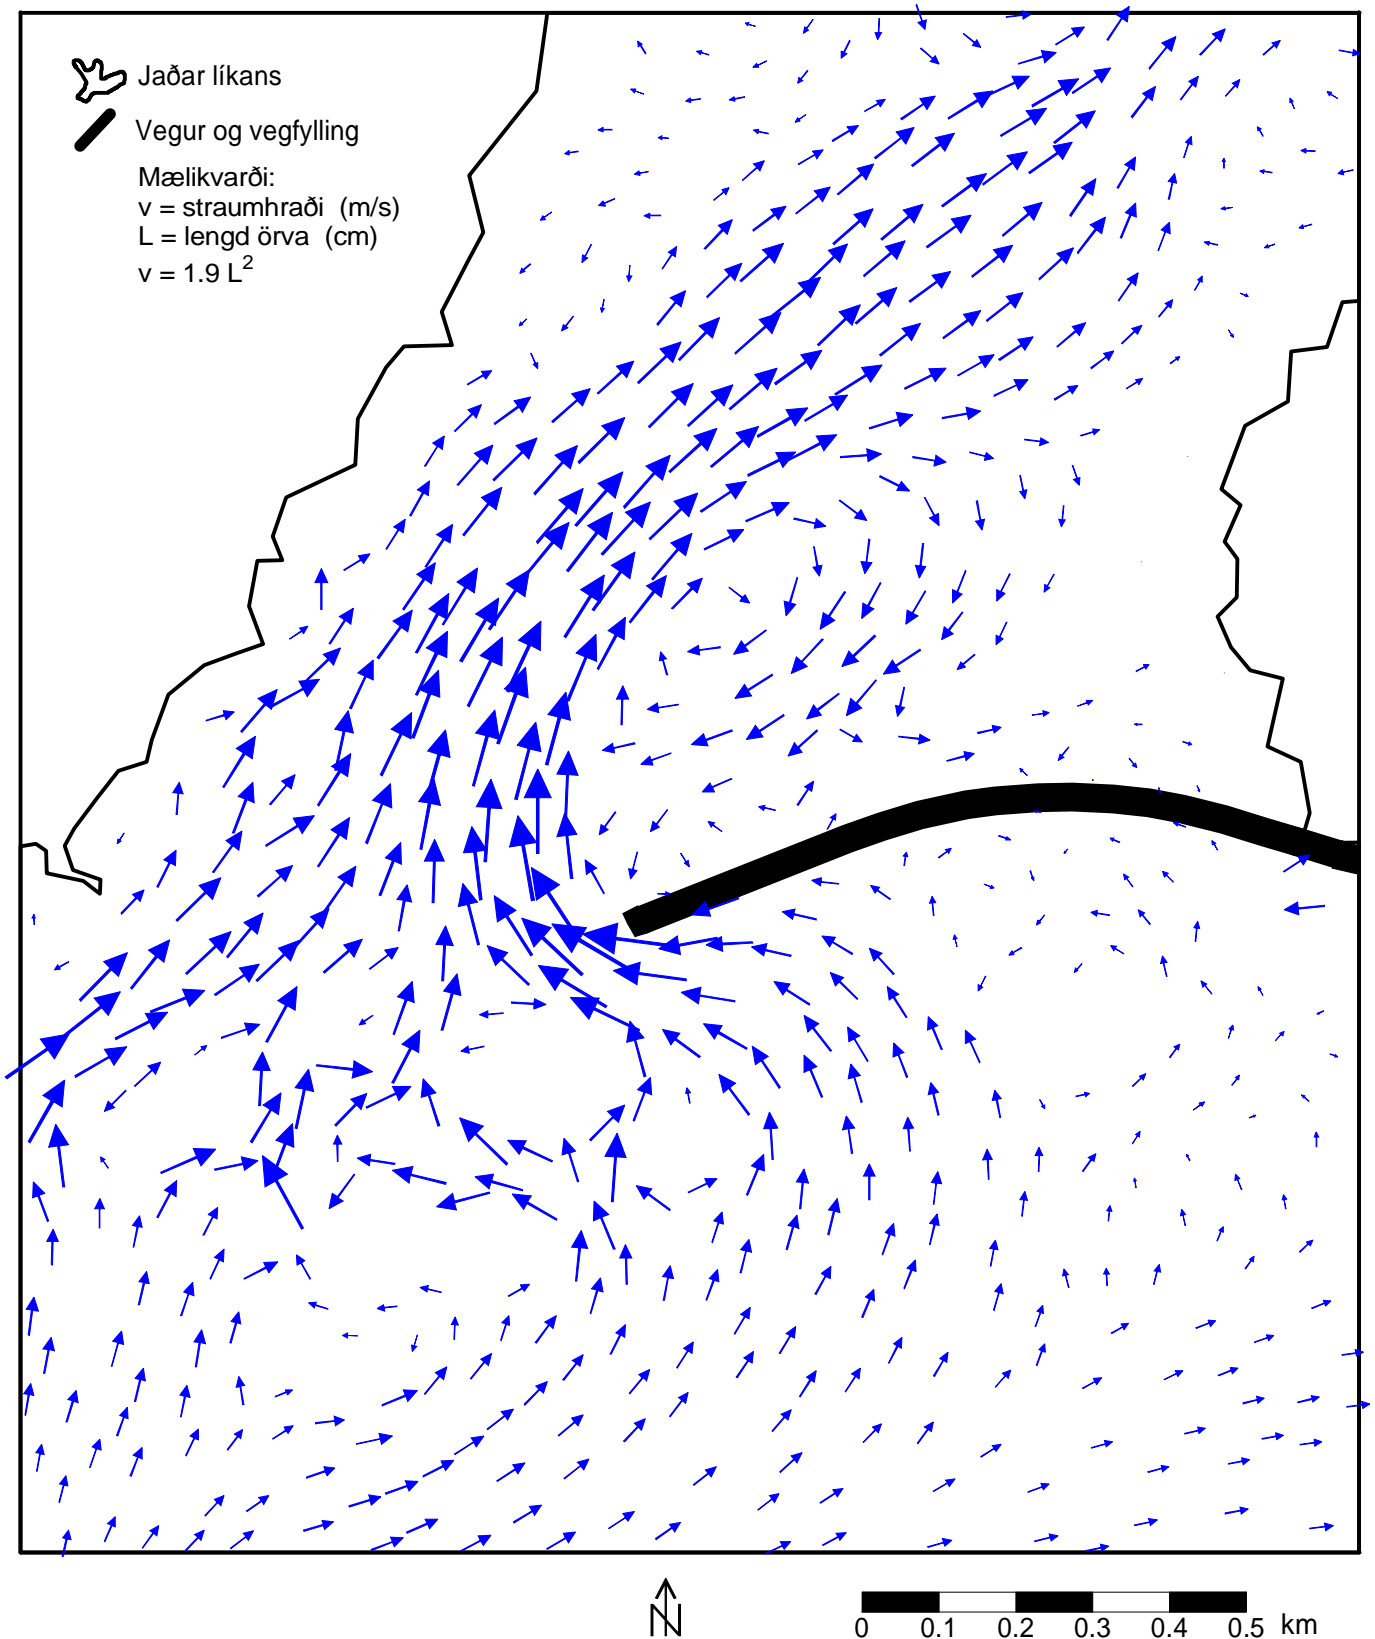 Jaðar líkans
Vegur og vegfylling
Mælikvarði:
v = straumhraði (m/s)
L = lengd örva (cm)
v = 1.9 L²
N
0 0.1 0.2 0.3 0.4 0.5 km